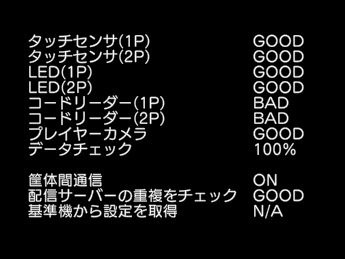 タッチセンサ(1P) GOOD
タッチセンサ(2P) GOOD
LED(1P) GOOD
LED(2P) GOOD
コードリーダー(1P) BAD
コードリーダー(2P) BAD
プレイヤーカメラ GOOD
データチェック 100%
筐体間通信 ON
配信サーバーの重複をチェック GOOD
基準機から設定を取得 N/A